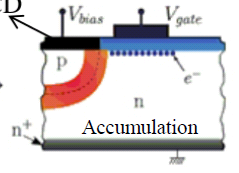 D
V_bias V_gate
p
e⁻
n
n⁺ Accumulation